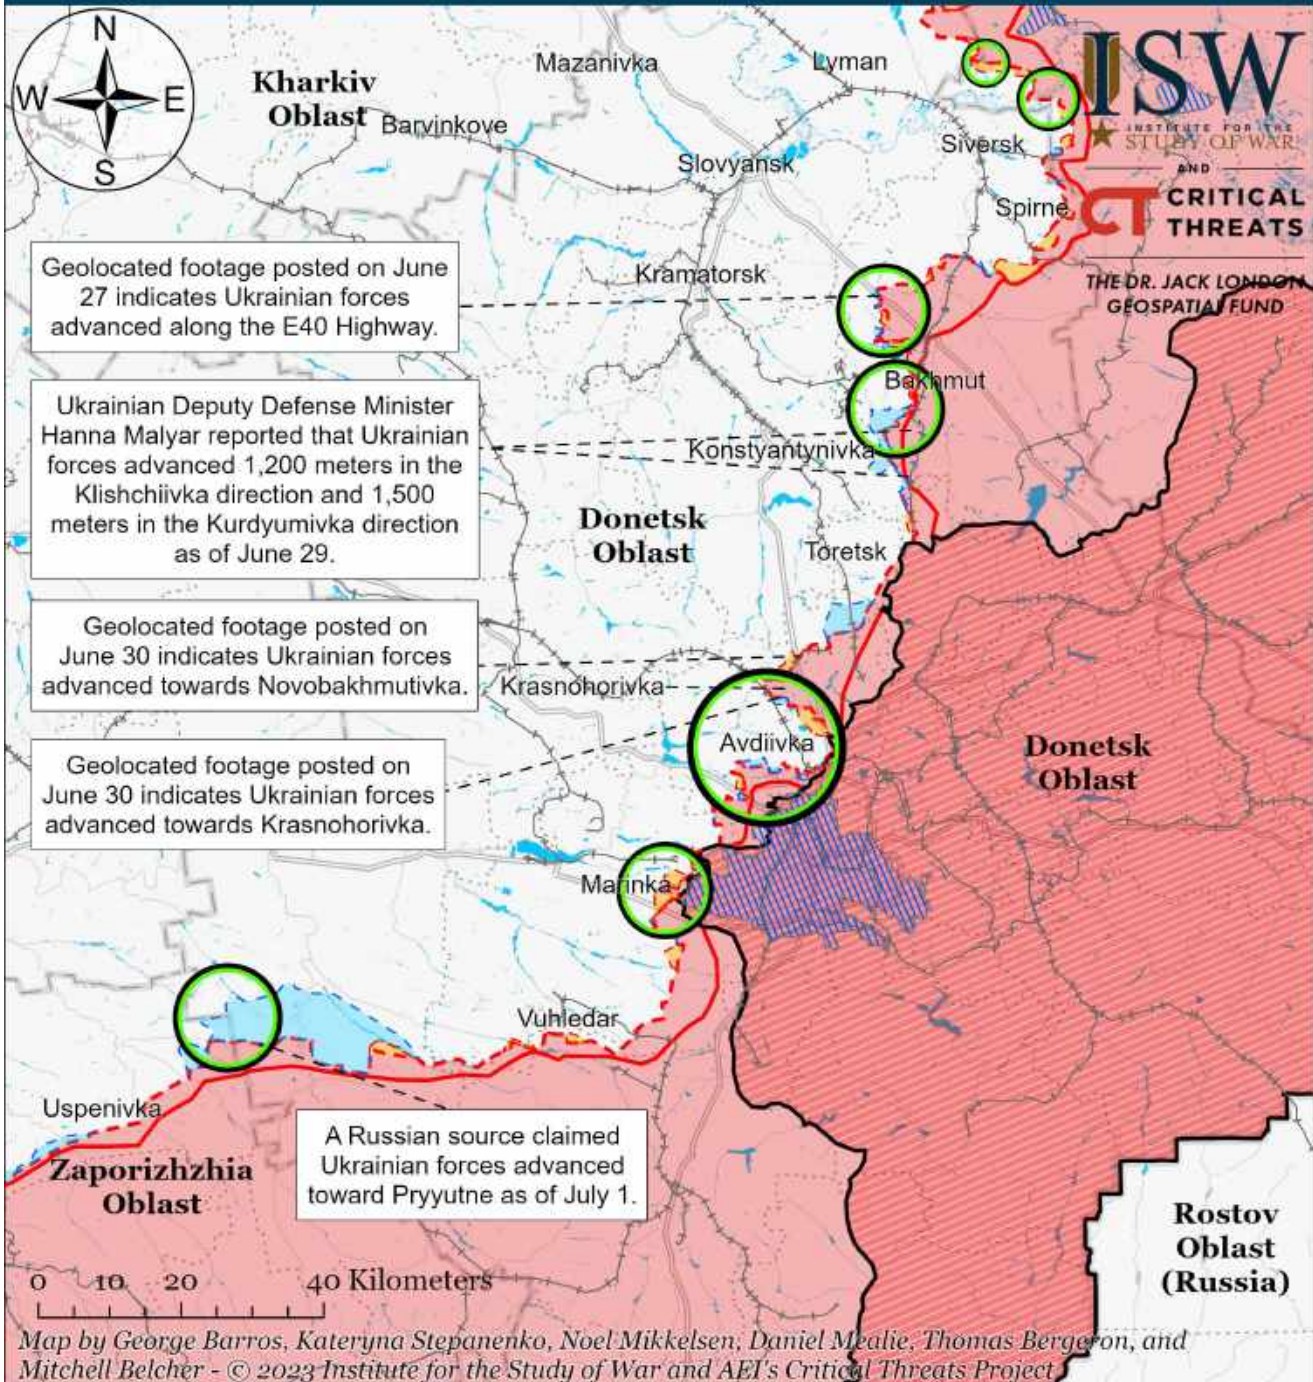 N
W
E
S
Kharkiv
Oblast
Mazanivka
Lyman
Barvinkove
Slovyansk
Siversk
Spirne
Kramatorsk
ISW
INSTITUTE FOR THE
STUDY OF WAR
AND
CT CRITICAL
THREATS
THE DR. JACK LONDON
GEOSPATIAL FUND
Geolocated footage posted on June
27 indicates Ukrainian forces
advanced along the E40 Highway.
Bakhmut
Ukrainian Deputy Defense Minister
Hanna Malyar reported that Ukrainian
forces advanced 1,200 meters in the
Klishchiivka direction and 1,500
meters in the Kurdyumivka direction
as of June 29.
Konstyantynivka
Donetsk
Oblast
Toretsk
Geolocated footage posted on
June 30 indicates Ukrainian forces
advanced towards Novobakhmutivka.
Krasnohorivka
Avdiivka
Donetsk
Oblast
Geolocated footage posted on
June 30 indicates Ukrainian forces
advanced towards Krasnohorivka.
Marinka
Vuhledar
Uspenivka
Zaporizhzhia
Oblast
A Russian source claimed
Ukrainian forces advanced
toward Pryyutne as of July 1.
Rostov
Oblast
(Russia)
0 10 20 40 Kilometers
Map by George Barros, Kateryna Stepanenko, Noel Mikkelsen, Daniel Mealie, Thomas Bergeron, and
Mitchell Belcher - © 2023 Institute for the Study of War and AEI's Critical Threats Project